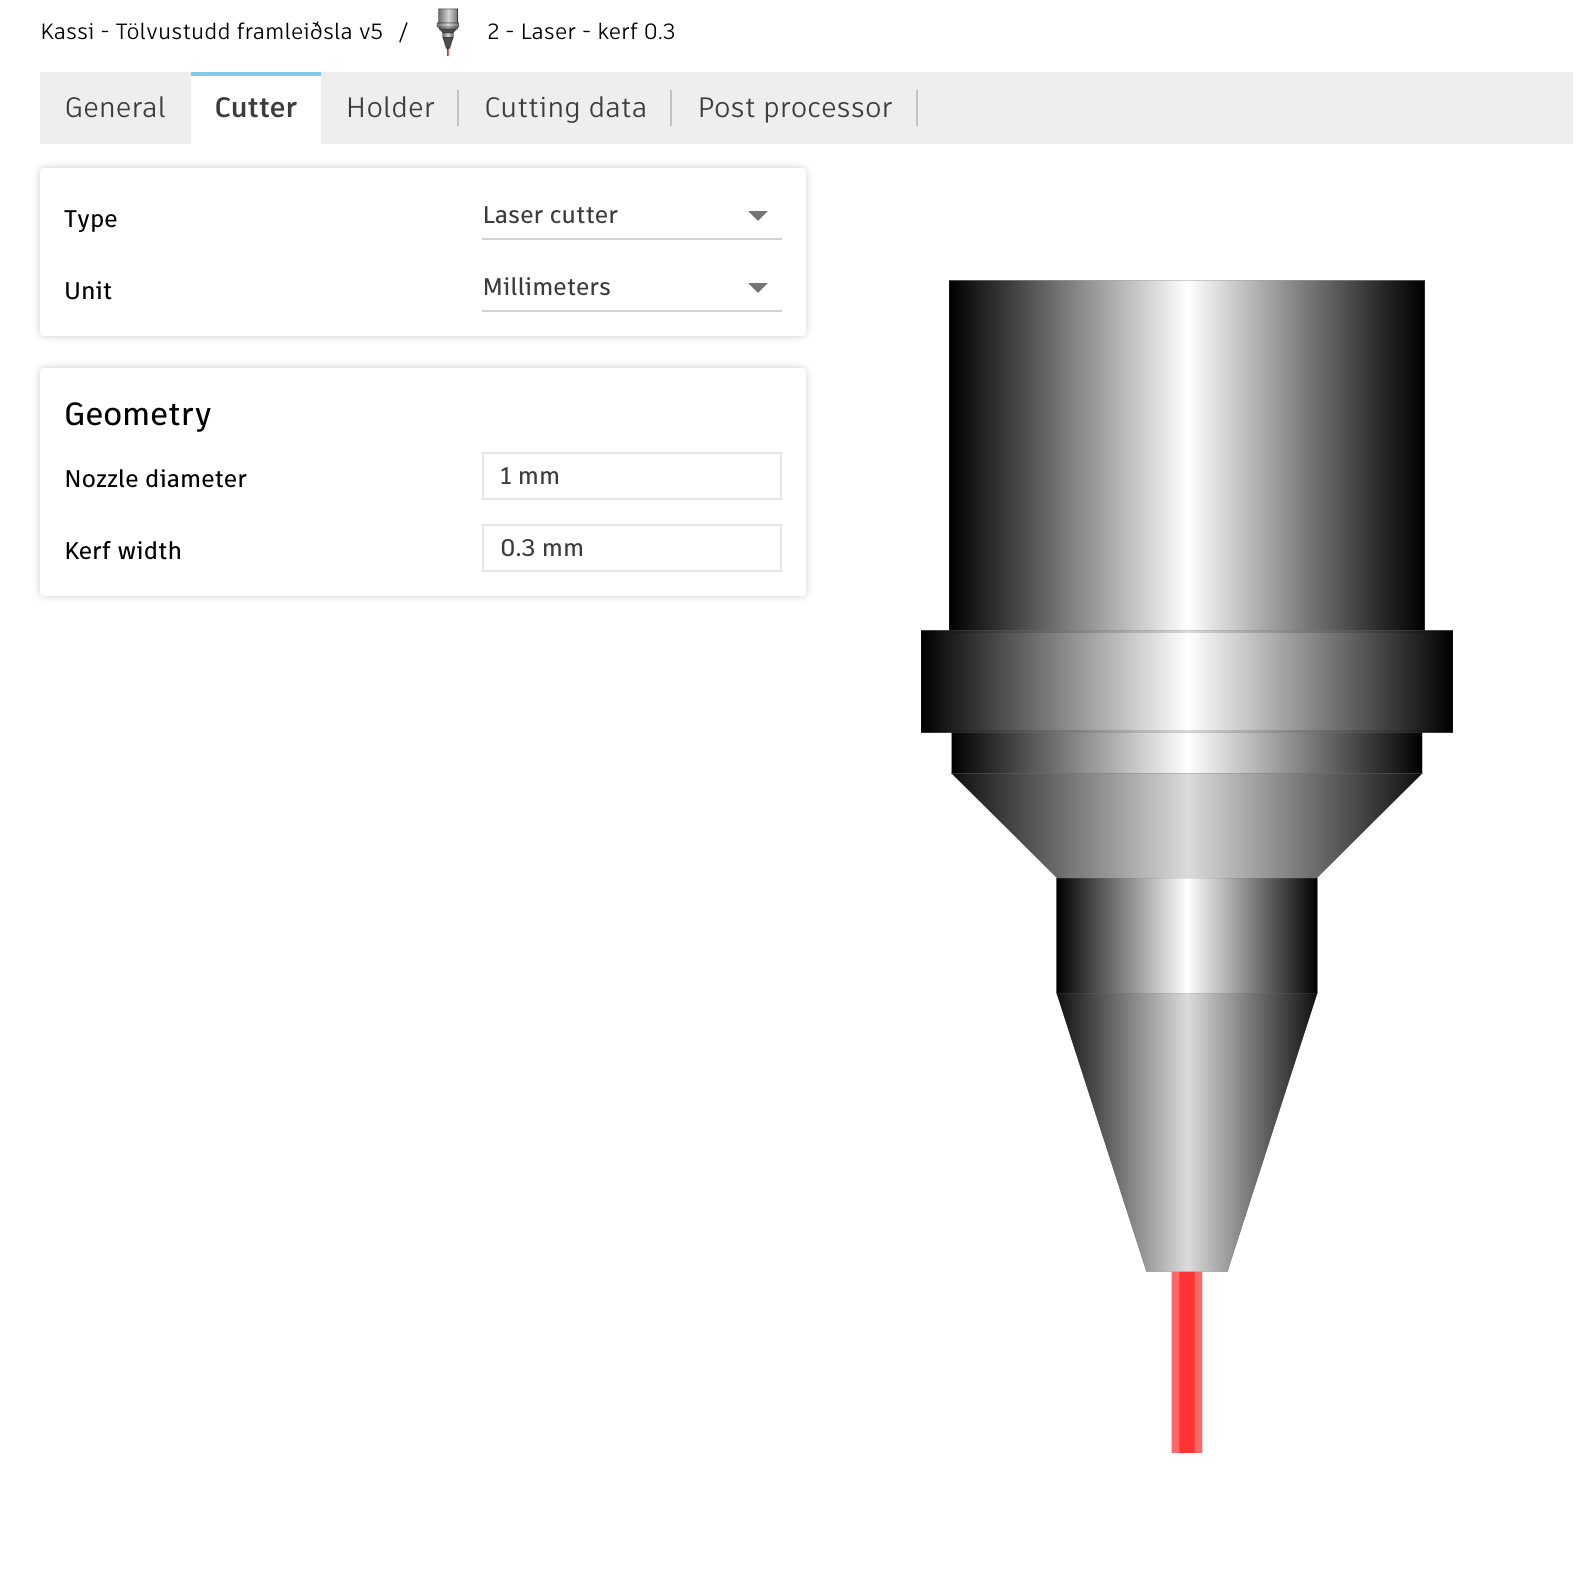 Kassi - Tölvustudd framleiðsla v5 / 2 - Laser - kerf 0.3
General Cutter Holder Cutting data Post processor
Type Laser cutter
Unit Millimeters
Geometry
Nozzle diameter 1 mm
Kerf width 0.3 mm